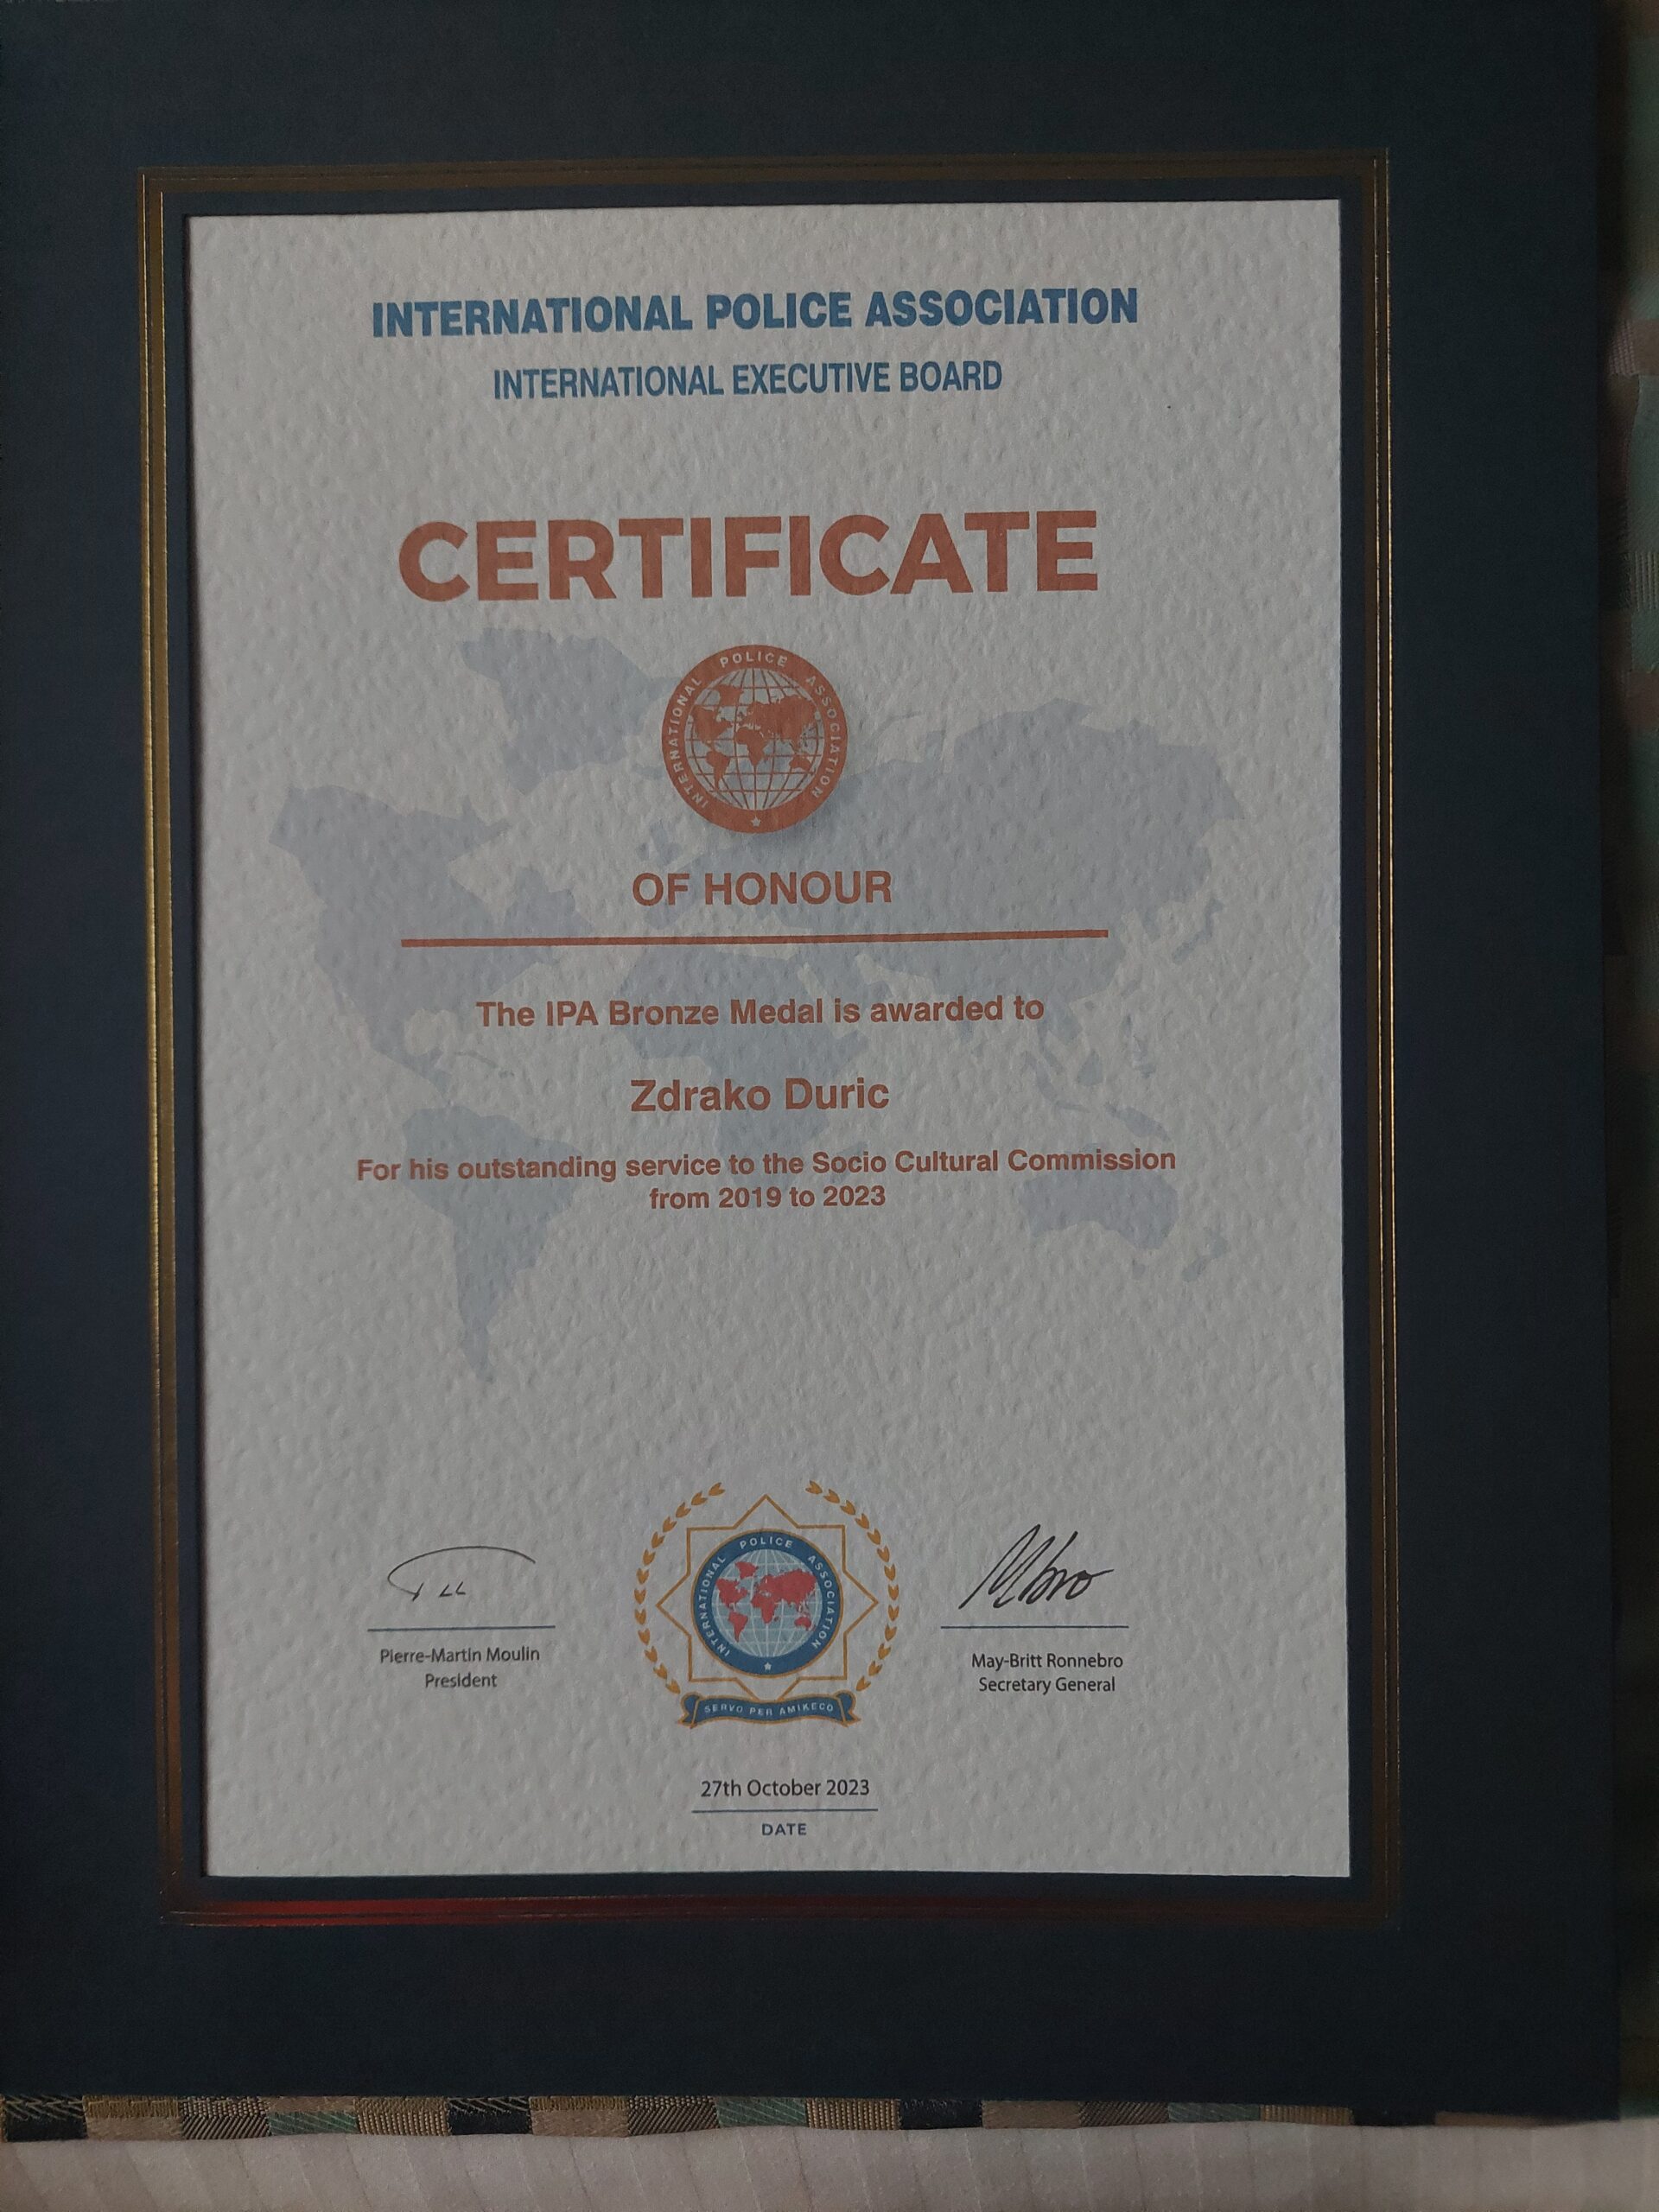 INTERNATIONAL POLICE ASSOCIATION
INTERNATIONAL EXECUTIVE BOARD
CERTIFICATE
INTERNATIONAL POLICE ASSOCIATION
OF HONOUR
The IPA Bronze Medal is awarded to
Zdrako Duric
For his outstanding service to the Socio Cultural Commission
from 2019 to 2023
INTERNATIONAL POLICE ASSOCIATION
SERVO PER AMIKECO
Pierre-Martin Moulin
President
May-Britt Ronnebro
Secretary General
27th October 2023
DATE